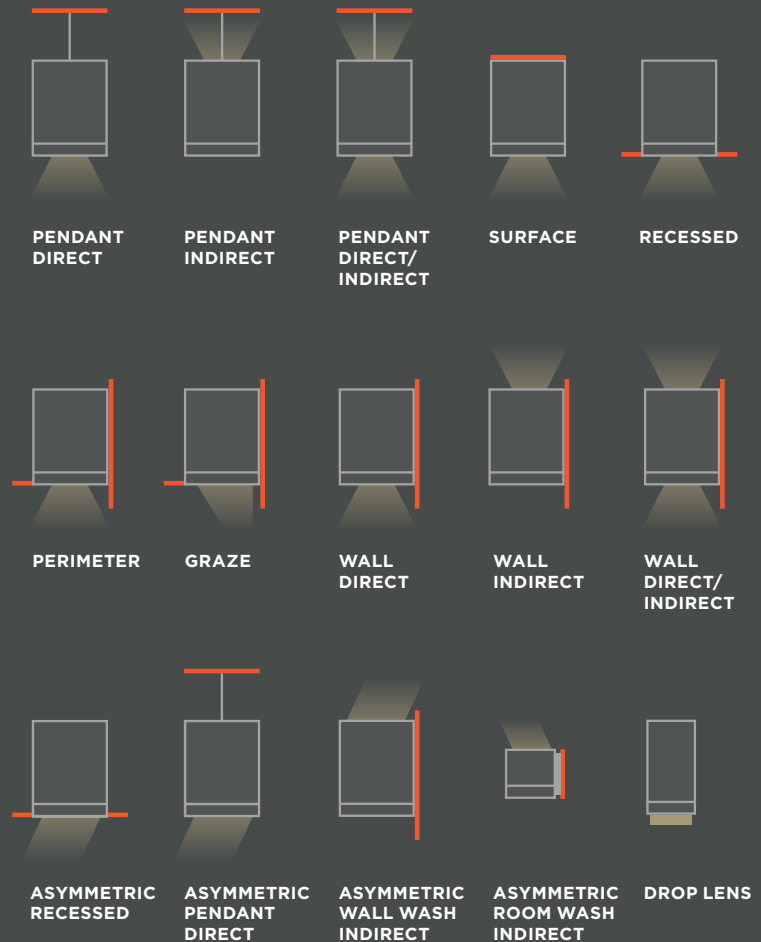 PENDANT
DIRECT
PENDANT
INDIRECT
PENDANT
DIRECT/
INDIRECT
SURFACE
RECESSED
PERIMETER
GRAZE
WALL
DIRECT
WALL
INDIRECT
WALL
DIRECT/
INDIRECT
ASYMMETRIC
RECESSED
ASYMMETRIC
PENDANT
DIRECT
ASYMMETRIC
WALL WASH
INDIRECT
ASYMMETRIC
ROOM WASH
INDIRECT
DROP LENS